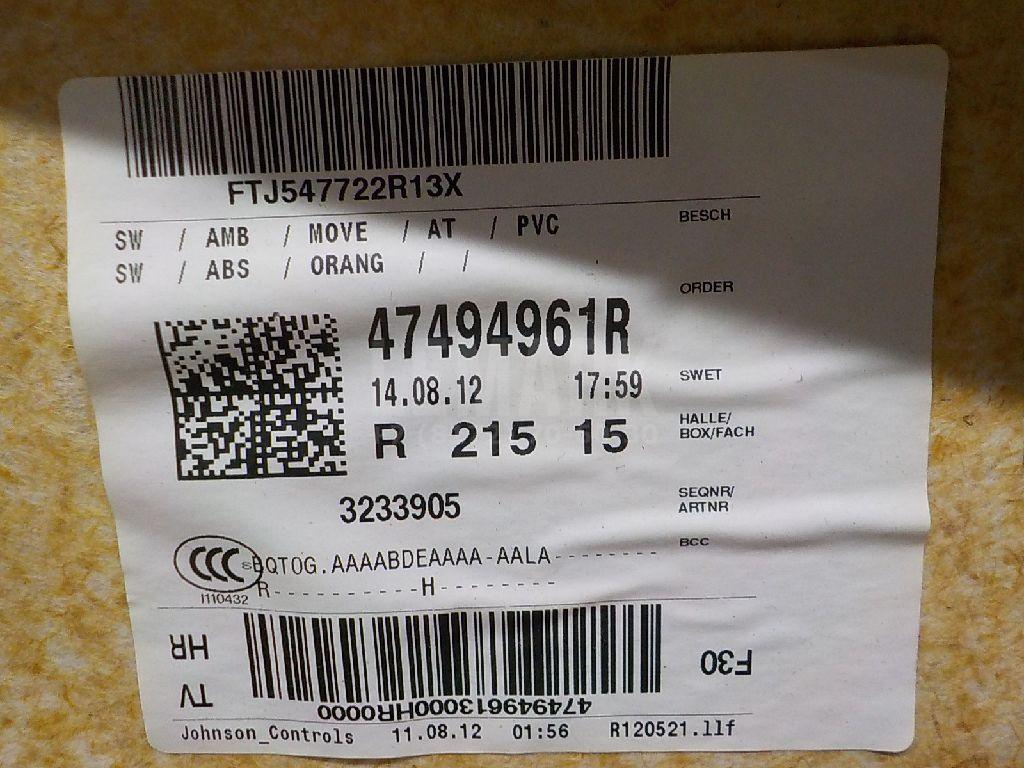 FTJ547722R13X
SW / AMB / MOVE / AT / PVC
SW / ABS / ORANG / /
BESCH
ORDER
47494961R
14.08.12 17:59
SWET
R 215 15
HALLE/
BOX/FACH
3233905
SEQNR/
ARTNR
BCC
CCC
BQTOG.AAAABDEAAAA-AALA--------
R----------H--------
I110432
HR
TV
F30
474949613000HR0000
Johnson_Controls 11.08.12 01:56 R120521.llf